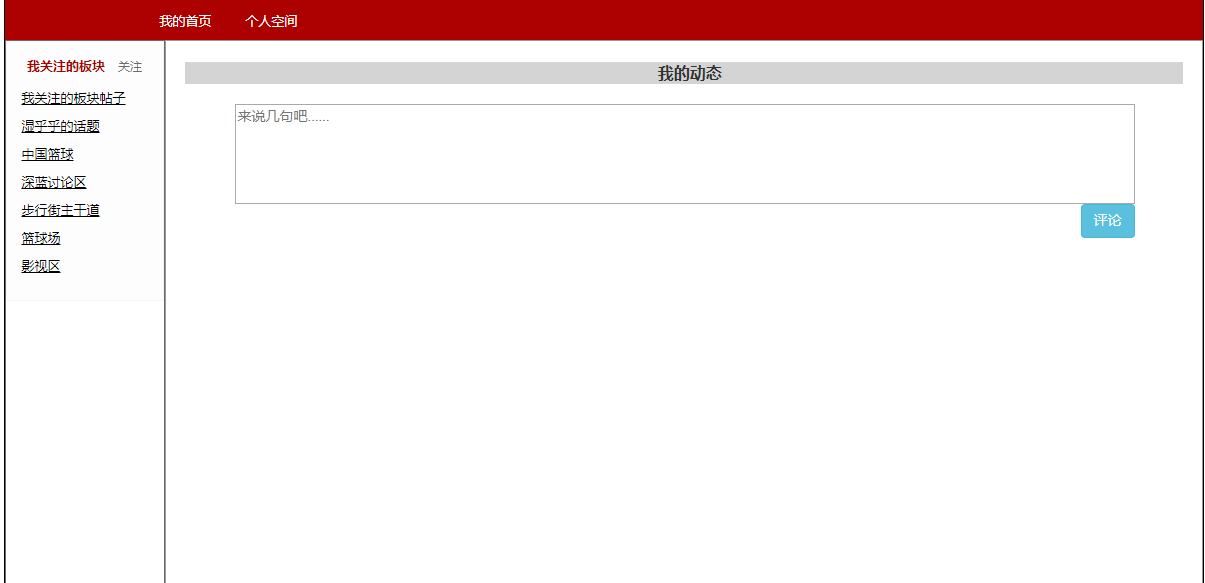 我的首页 个人空间
我关注的板块 关注
我关注的板块帖子
湿乎乎的话题
中国篮球
深蓝讨论区
步行街主干道
篮球场
影视区
我的动态
来说几句吧......
评论